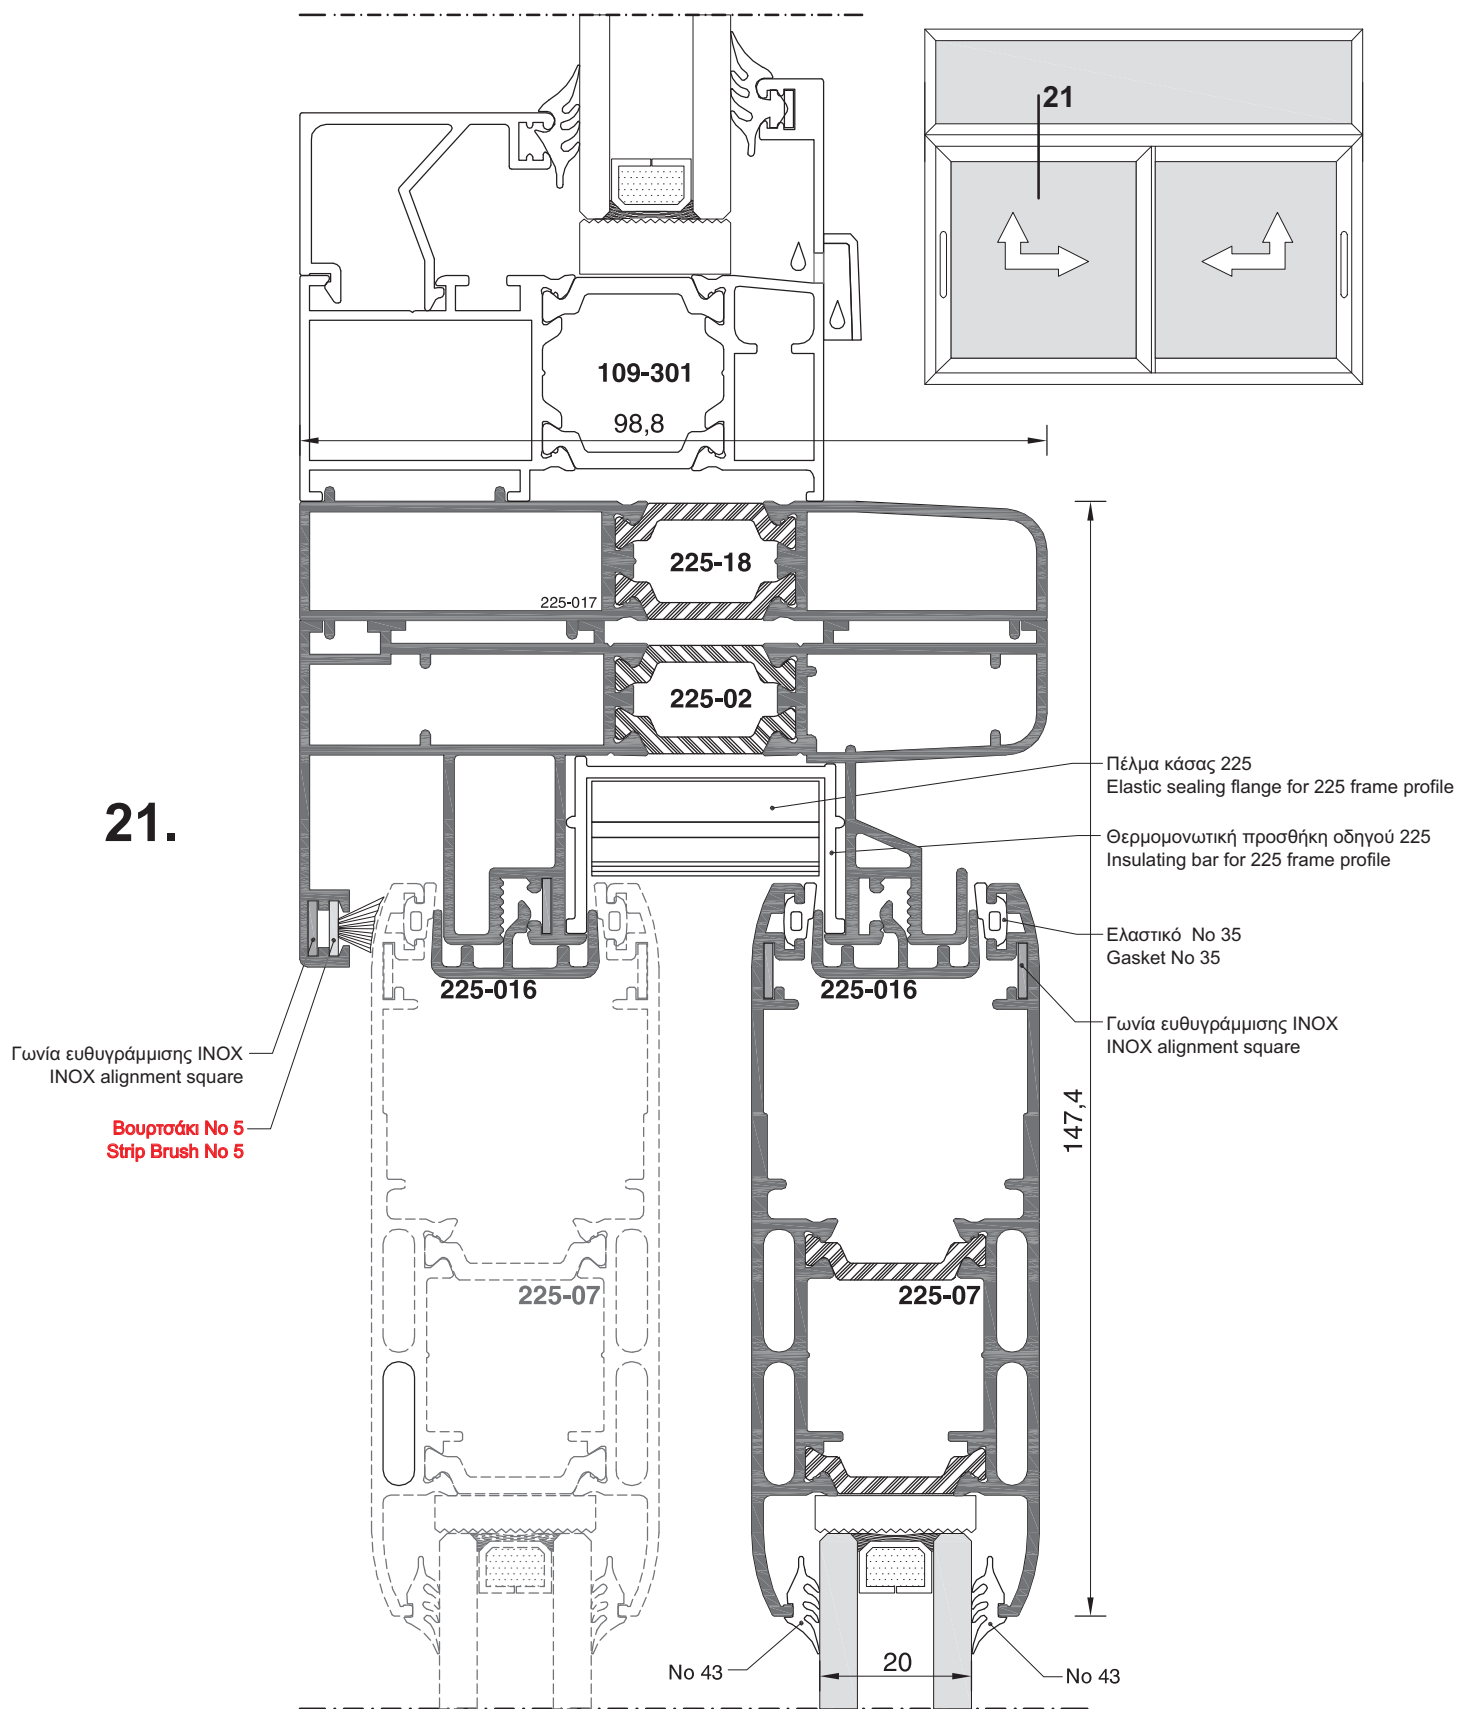 21
109-301
98,8
225-18
225-017
225-02
21.
Πέλμα κάσας 225
Elastic sealing flange for 225 frame profile
Θερμομονωτική προσθήκη οδηγού 225
Insulating bar for 225 frame profile
Ελαστικό No 35
Gasket No 35
225-016
225-016
Γωνία ευθυγράμμισης INOX
INOX alignment square
Γωνία ευθυγράμμισης INOX
INOX alignment square
Βουρτσάκι No 5
Strip Brush No 5
147,4
225-07
225-07
No 43
20
No 43